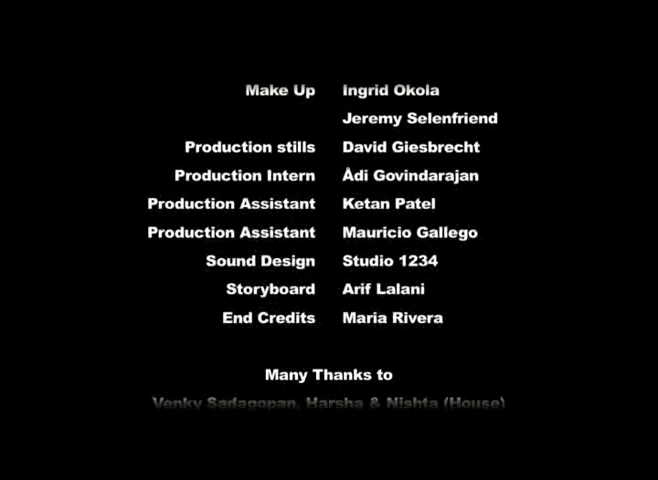 Make Up Ingrid Okola
Jeremy Selenfriend
Production stills David Giesbrecht
Production Intern Ådi Govindarajan
Production Assistant Ketan Patel
Production Assistant Mauricio Gallego
Sound Design Studio 1234
Storyboard Arif Lalani
End Credits Maria Rivera
Many Thanks to
Venky Sadagopan, Harsha & Nishta (House)